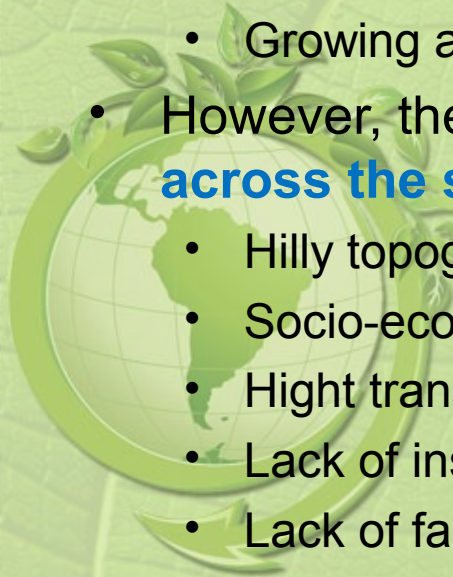 • Growing a
• However, the
across the s
• Hilly topog
• Socio-eco
• Hight tran
• Lack of ins
• Lack of fa